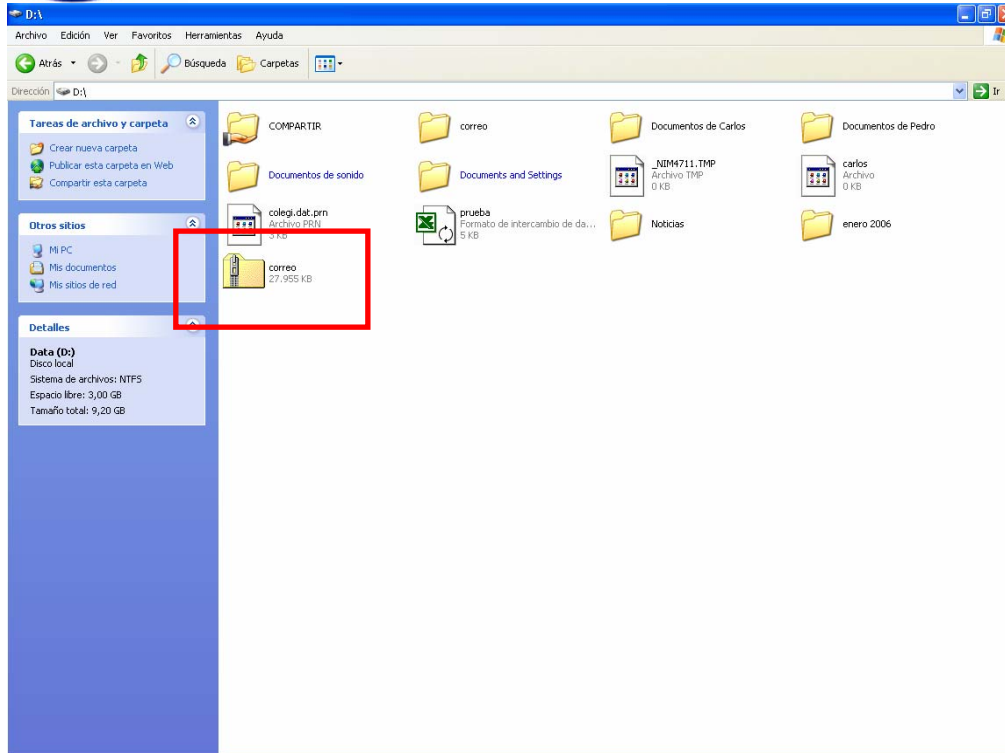 D:\
Archivo Edición Ver Favoritos Herramientas Ayuda
Atrás Búsqueda Carpetas
Dirección D:\ Ir
Tareas de archivo y carpeta
Crear nueva carpeta
Publicar esta carpeta en Web
Compartir esta carpeta
Otros sitios
Mi PC
Mis documentos
Mis sitios de red
Detalles
Data (D:)
Disco local
Sistema de archivos: NTFS
Espacio libre: 3,00 GB
Tamaño total: 9,20 GB
COMPARTIR
correo
Documentos de Carlos
Documentos de Pedro
Documentos de sonido
Documents and Settings
_NIM4711.TMP
Archivo TMP
0 KB
carlos
Archivo
0 KB
colegi.dat.prn
Archivo PRN
3 KB
prueba
Formato de intercambio de da...
5 KB
Noticias
enero 2006
correo
27.955 KB